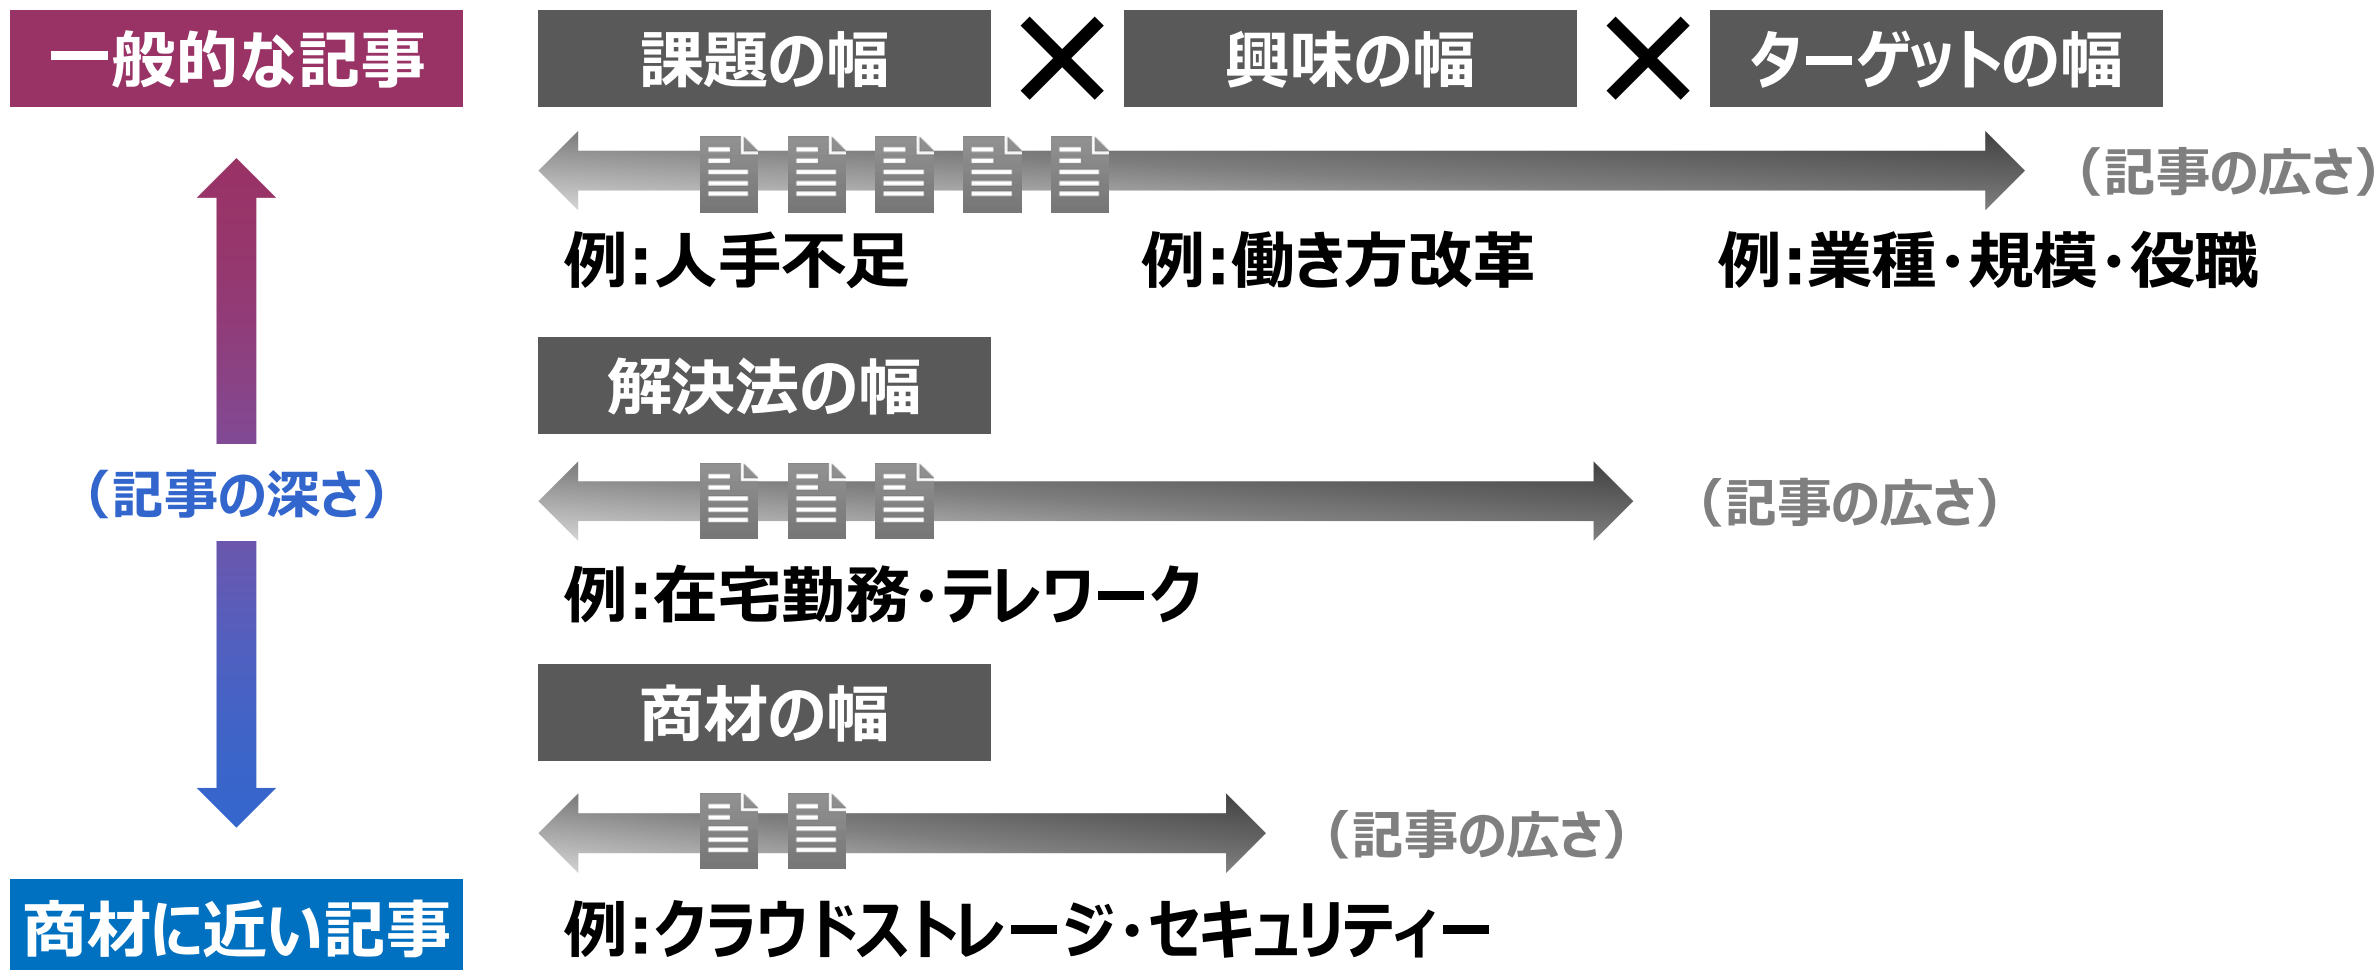 一般的な記事
課題の幅 × 興味の幅 × ターゲットの幅
（記事の広さ）
例：人手不足
例：働き方改革
例：業種・規模・役職
解決法の幅
（記事の深さ）
（記事の広さ）
例：在宅勤務・テレワーク
商材の幅
（記事の広さ）
商材に近い記事
例：クラウドストレージ・セキュリティー